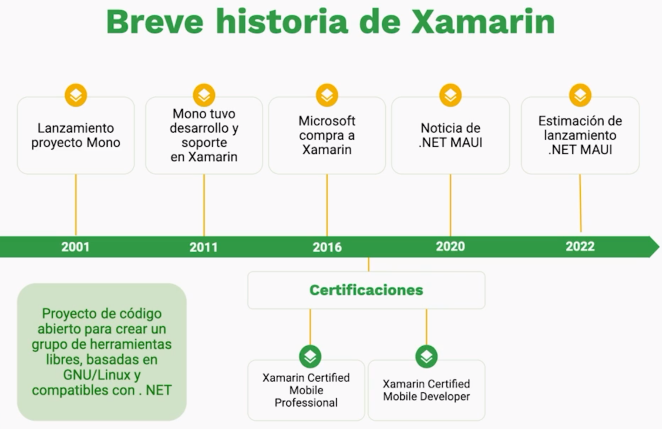 Breve historia de Xamarin
Lanzamiento
proyecto Mono
Mono tuvo
desarrollo y
soporte
en Xamarin
Microsoft
compra a
Xamarin
Noticia de
.NET MAUI
Estimación de
lanzamiento
.NET MAUI
2001
2011
2016
2020
2022
Proyecto de código
abierto para crear un
grupo de herramientas
libres, basadas en
GNU/Linux y
compatibles con . NET
Certificaciones
Xamarin Certified
Mobile
Professional
Xamarin Certified
Mobile Developer